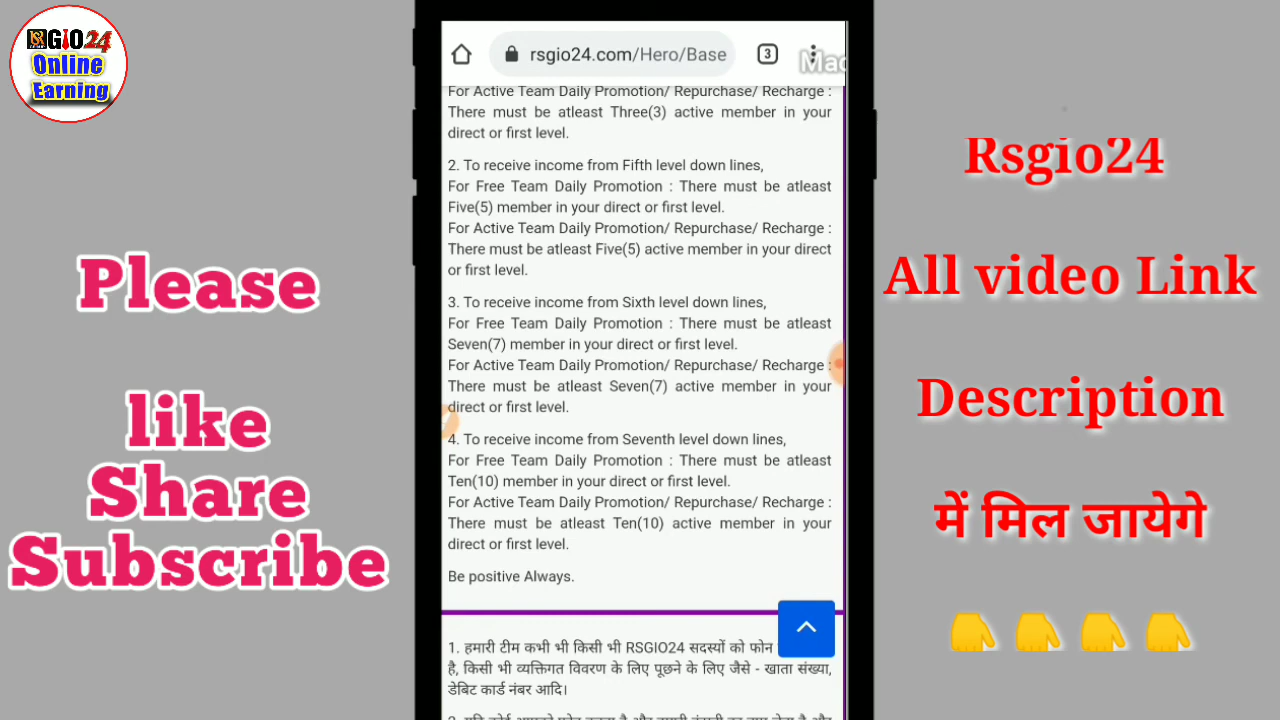 RSGIO24
Online
Earning
Please
like
Share
Subscribe
rsgio24.com/Hero/Base
3
Mac
For Active Team Daily Promotion/ Repurchase/ Recharge :
There must be atleast Three(3) active member in your
direct or first level.
2. To receive income from Fifth level down lines,
For Free Team Daily Promotion : There must be atleast
Five(5) member in your direct or first level.
For Active Team Daily Promotion/ Repurchase/ Recharge :
There must be atleast Five(5) active member in your direct
or first level.
3. To receive income from Sixth level down lines,
For Free Team Daily Promotion : There must be atleast
Seven(7) member in your direct or first level.
For Active Team Daily Promotion/ Repurchase/ Recharge :
There must be atleast Seven(7) active member in your
direct or first level.
4. To receive income from Seventh level down lines,
For Free Team Daily Promotion : There must be atleast
Ten(10) member in your direct or first level.
For Active Team Daily Promotion/ Repurchase/ Recharge :
There must be atleast Ten(10) active member in your
direct or first level.
Be positive Always.
1. हमारी टीम कभी भी किसी भी RSGIO24 सदस्यों को फोन
है, किसी भी व्यक्तिगत विवरण के लिए पूछने के लिए जैसे - खाता संख्या,
डेबिट कार्ड नंबर आदि।
Rsgio24
All video Link
Description
में मिल जायेगे